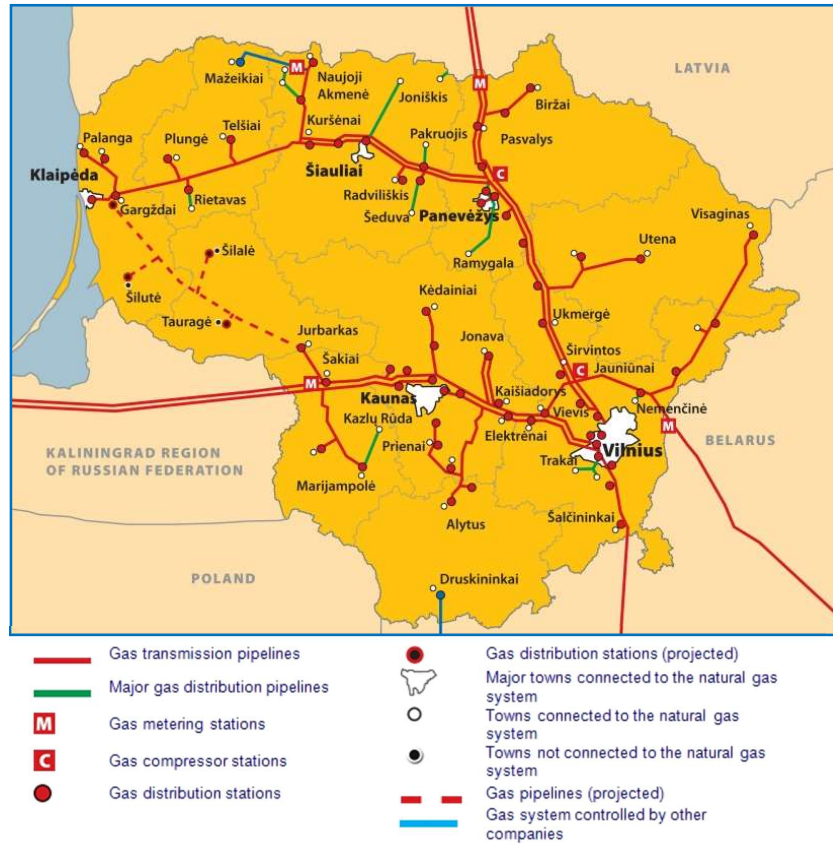 LATVIA
M
Mažeikiai
Naujoji
Akmenė
Joniškis
M
Biržai
Palanga
Plungė
Telšiai
Kuršėnai
Pakruojis
Pasvalys
Klaipėda
Šiauliai
C
Gargždai
Rietavas
Radviliškis
Šeduva
Panevėžys
Visaginas
Ramygala
Utena
Šilalė
Šilutė
Kėdainiai
Tauragė
Jurbarkas
Jonava
Ukmergė
Širvintos
Šakiai
C
Jauniūnai
M
Kaunas
Kaišiadorys
Kazlų Rūda
Vievis
Nemenčinė
Elektrėnai
M
KALININGRAD REGION
OF RUSSIAN FEDERATION
Prienai
Vilnius
BELARUS
Trakai
Marijampolė
Alytus
Šalčininkai
POLAND
Druskininkai
Gas transmission pipelines
Major gas distribution pipelines
M
Gas metering stations
C
Gas compressor stations
Gas distribution stations
Gas distribution stations (projected)
Major towns connected to the natural gas
system
Towns connected to the natural gas
system
Towns not connected to the natural gas
system
Gas pipelines (projected)
Gas system controlled by other
companies